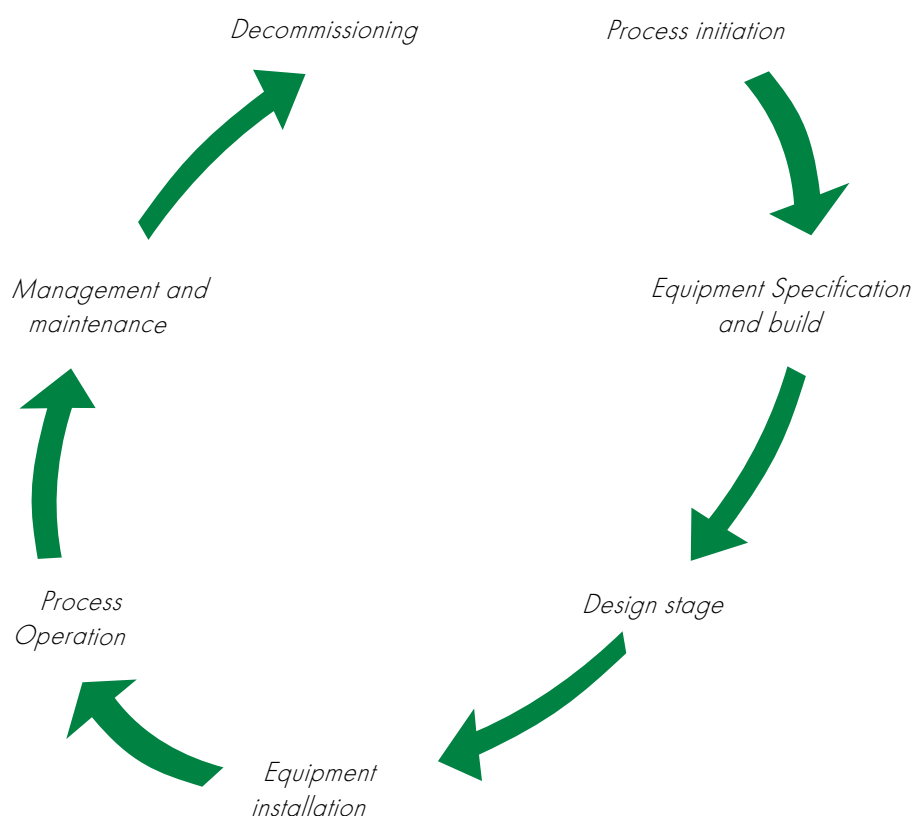 Decommissioning
Process initiation
Equipment Specification
and build
Design stage
Equipment
installation
Process
Operation
Management and
maintenance